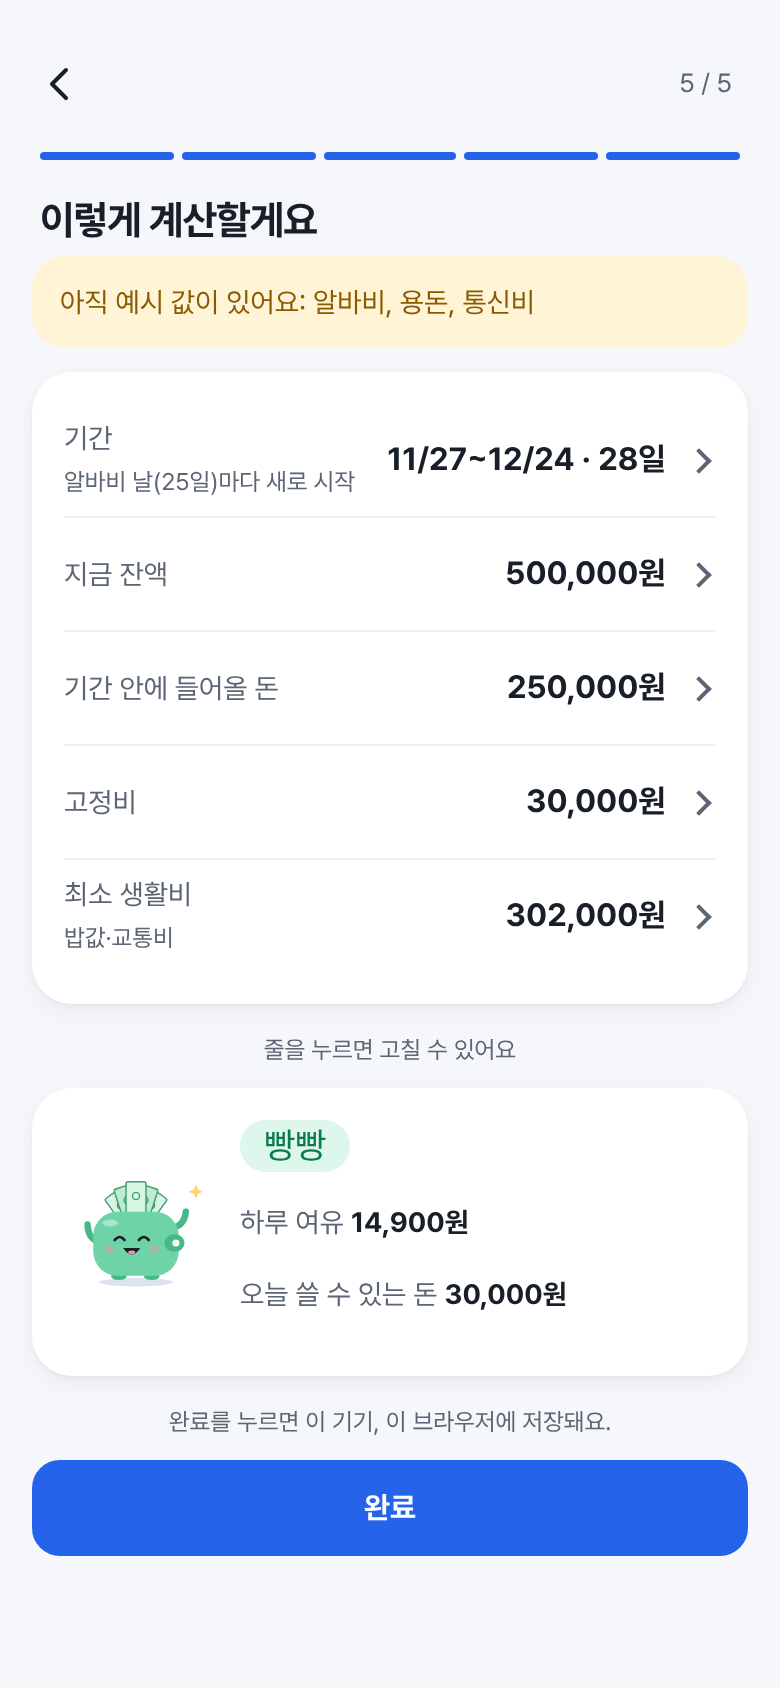 5 / 5
이렇게 계산할게요
아직 예시 값이 있어요: 알바비, 용돈, 통신비
기간
알바비 날(25일)마다 새로 시작
11/27~12/24 · 28일
지금 잔액
500,000원
기간 안에 들어올 돈
250,000원
고정비
30,000원
최소 생활비
밥값·교통비
302,000원
줄을 누르면 고칠 수 있어요
빵빵
하루 여유 14,900원
오늘 쓸 수 있는 돈 30,000원
완료를 누르면 이 기기, 이 브라우저에 저장돼요.
완료